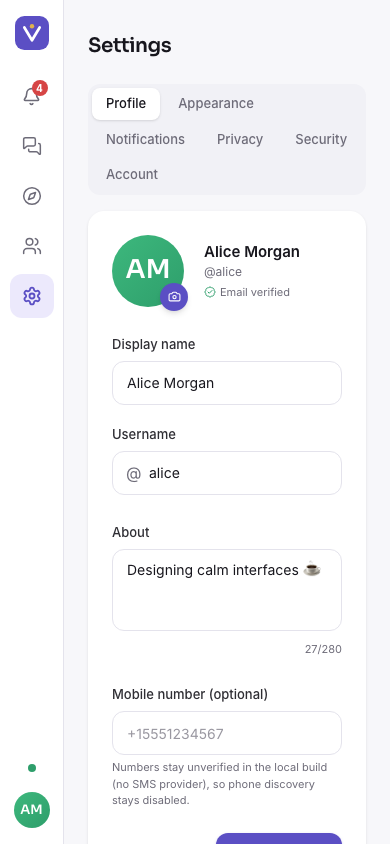 Settings
4
Profile Appearance
Notifications Privacy Security
Account
AM
Alice Morgan
@alice
Email verified
Display name
Alice Morgan
Username
@ alice
About
Designing calm interfaces ☕
27/280
Mobile number (optional)
+15551234567
Numbers stay unverified in the local build
(no SMS provider), so phone discovery
stays disabled.
AM